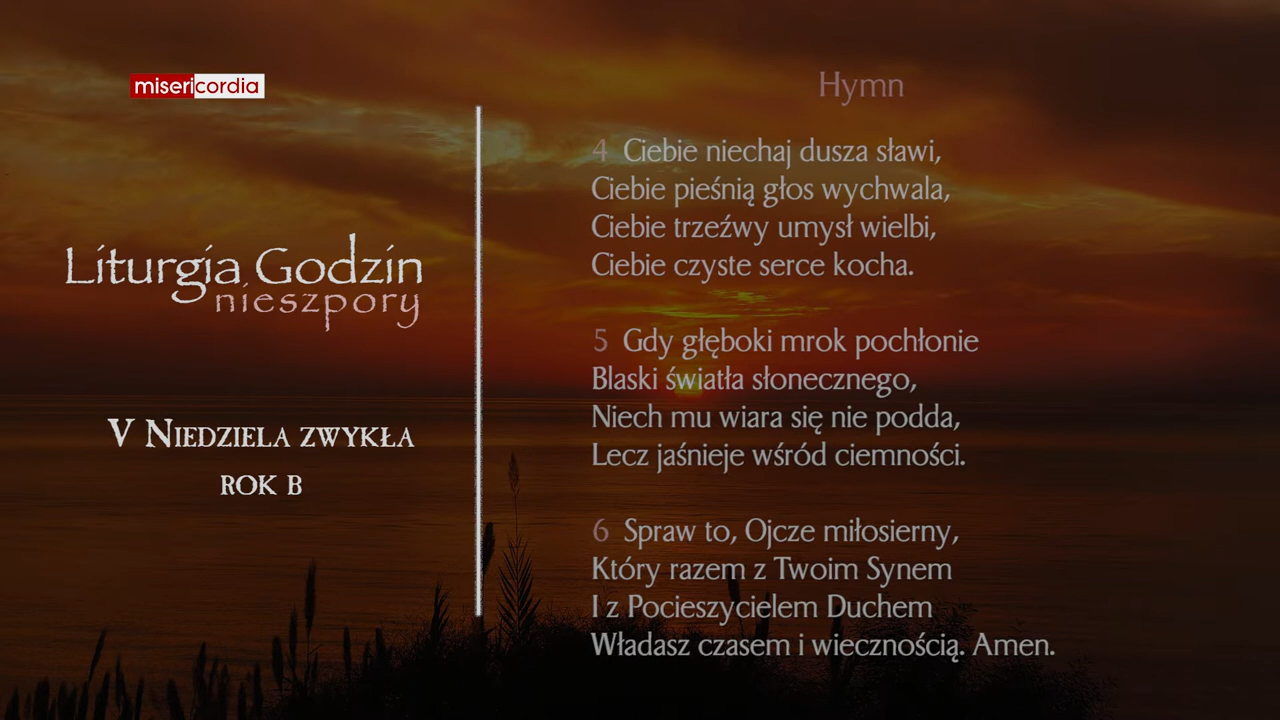 misericordia
Liturgia Godzin
nieszpory
V Niedziela zwykła
rok B
Hymn
4 Ciebie niechaj dusza sławi,
Ciebie pieśnią głos wychwala,
Ciebie trzeźwy umysł wielbi,
Ciebie czyste serce kocha.
5 Gdy głęboki mrok pochłonie
Blaski światła słonecznego,
Niech mu wiara się nie podda,
Lecz jaśnieje wśród ciemności.
6 Spraw to, Ojcze miłosierny,
Który razem z Twoim Synem
I z Pocieszycielem Duchem
Władasz czasem i wiecznością. Amen.